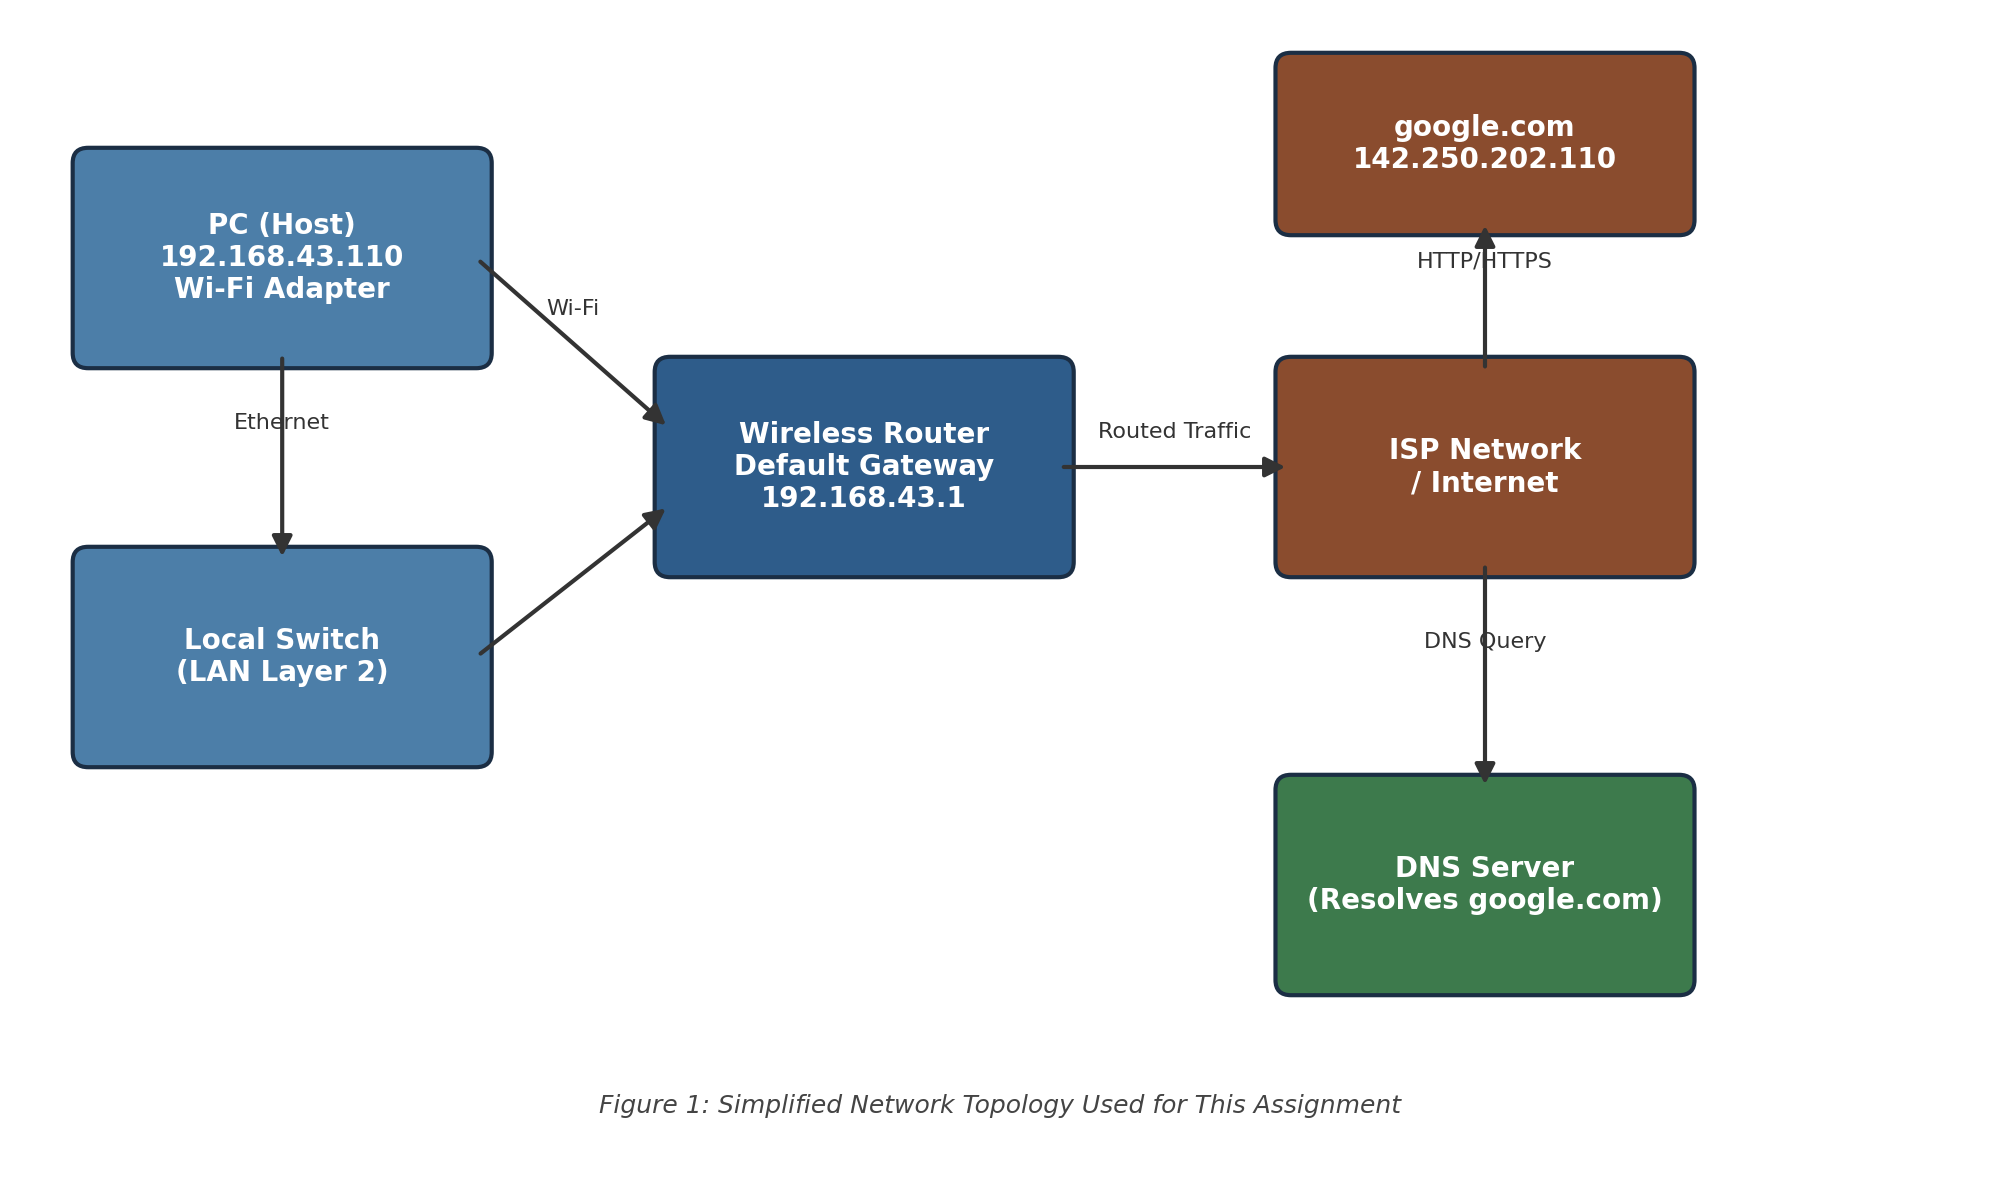 google.com
142.250.202.110
PC (Host)
192.168.43.110
Wi-Fi Adapter
HTTP/HTTPS
Wi-Fi
Ethernet
Wireless Router
Default Gateway
192.168.43.1
Routed Traffic
ISP Network
/ Internet
Local Switch
(LAN Layer 2)
DNS Query
DNS Server
(Resolves google.com)
Figure 1: Simplified Network Topology Used for This Assignment